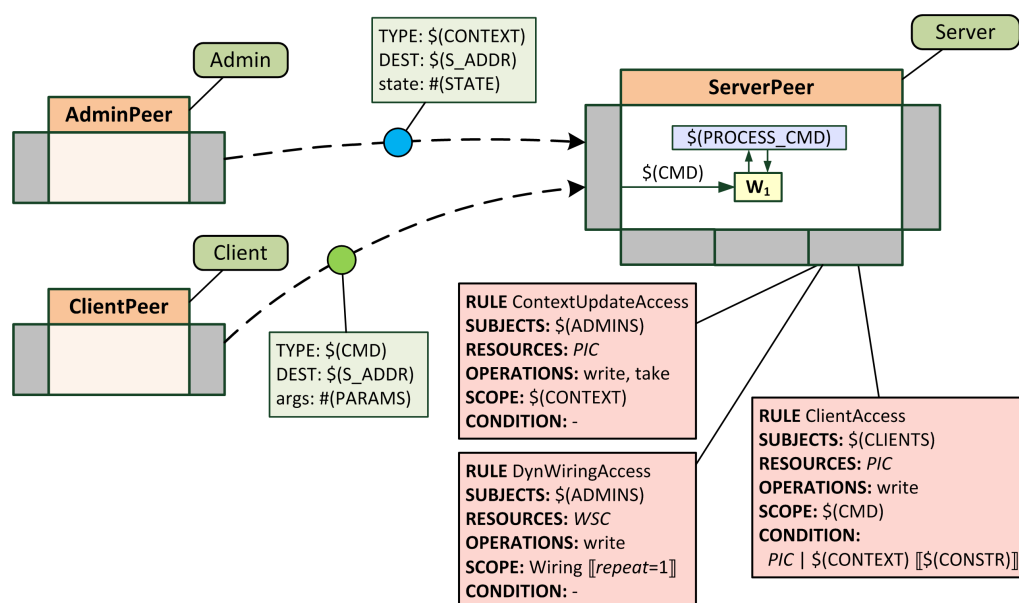 Admin
AdminPeer
TYPE: $(CONTEXT)
DEST: $(S_ADDR)
state: #(STATE)
Server
ServerPeer
$(PROCESS_CMD)
$(CMD)
W₁
Client
ClientPeer
TYPE: $(CMD)
DEST: $(S_ADDR)
args: #(PARAMS)
RULE ContextUpdateAccess
SUBJECTS: $(ADMINS)
RESOURCES: PIC
OPERATIONS: write, take
SCOPE: $(CONTEXT)
CONDITION: -
RULE DynWiringAccess
SUBJECTS: $(ADMINS)
RESOURCES: WSC
OPERATIONS: write
SCOPE: Wiring ⟦repeat=1⟧
CONDITION: -
RULE ClientAccess
SUBJECTS: $(CLIENTS)
RESOURCES: PIC
OPERATIONS: write
SCOPE: $(CMD)
CONDITION:
PIC | $(CONTEXT) ⟦$(CONSTR)⟧